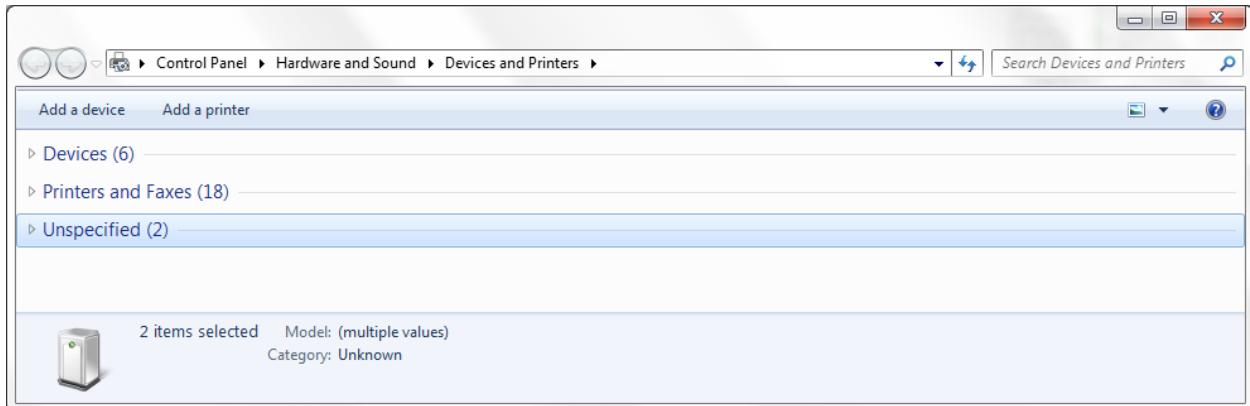 Control Panel Hardware and Sound Devices and Printers Search Devices and Printers
Add a device Add a printer
Devices (6)
Printers and Faxes (18)
Unspecified (2)
2 items selected Model: (multiple values)
Category: Unknown